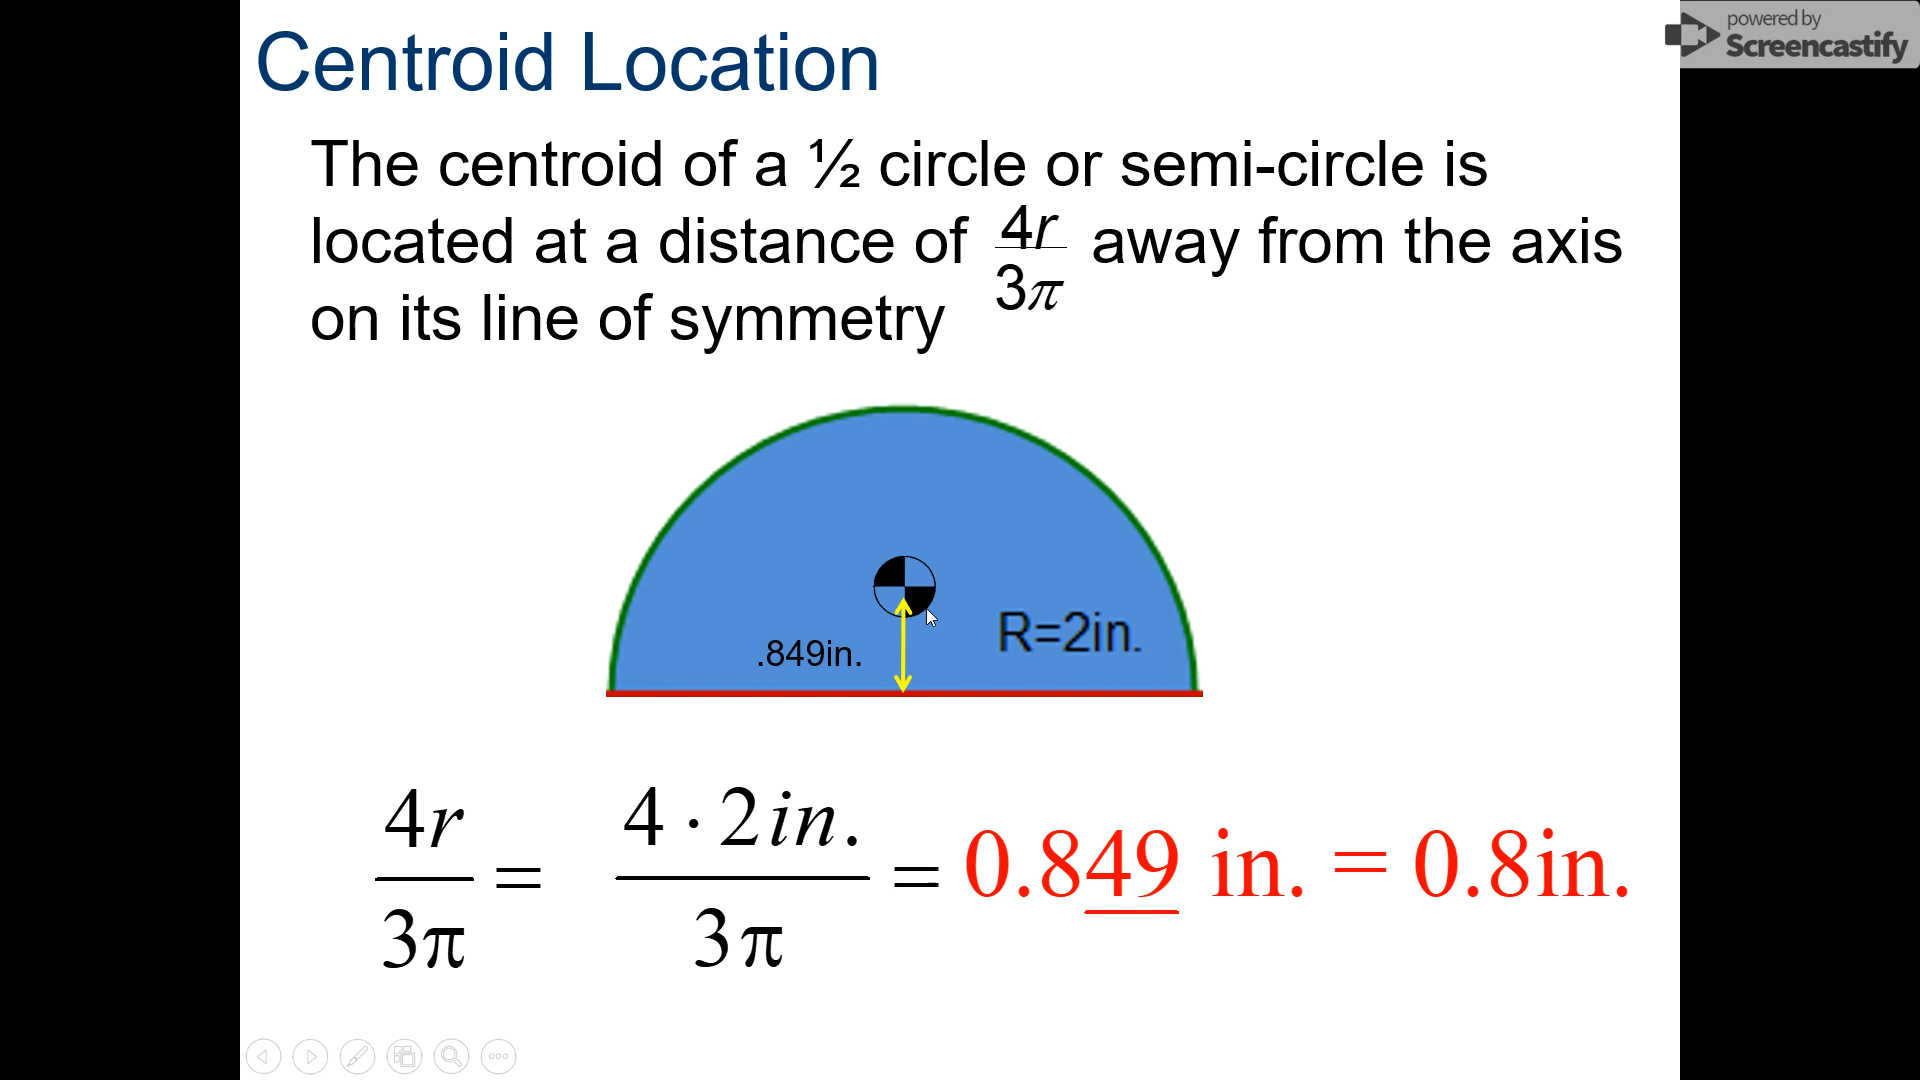 Centroid Location
powered by
Screencastify
The centroid of a ½ circle or semi-circle is
located at a distance of 4r/3π away from the axis
on its line of symmetry
R=2in.
.849in.
4r/3π = 4 · 2in./3π = 0.849 in. = 0.8in.